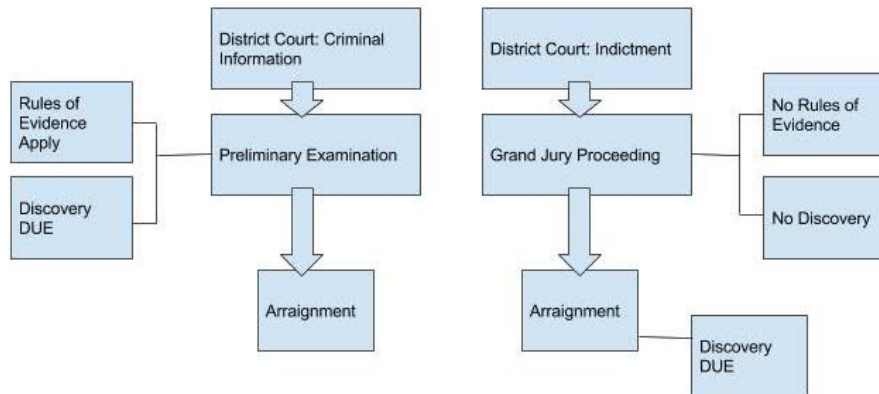 District Court: Criminal
Information
District Court: Indictment
Rules of
Evidence
Apply
Preliminary Examination
Grand Jury Proceeding
No Rules of
Evidence
Discovery
DUE
No Discovery
Arraignment
Arraignment
Discovery
DUE